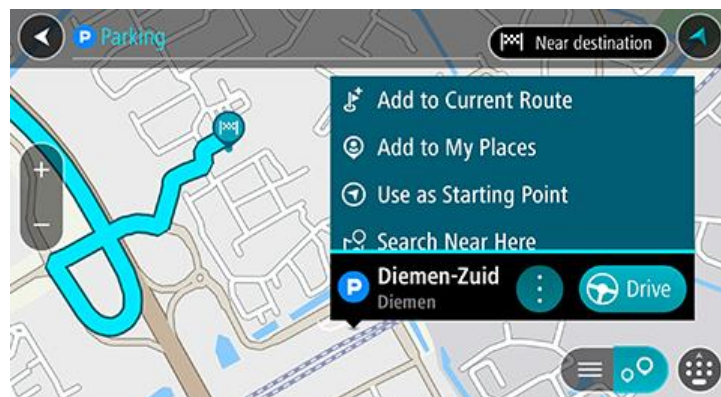 P Parking
Near destination
Add to Current Route
Add to My Places
Use as Starting Point
Search Near Here
P Diemen-Zuid
Diemen
Drive